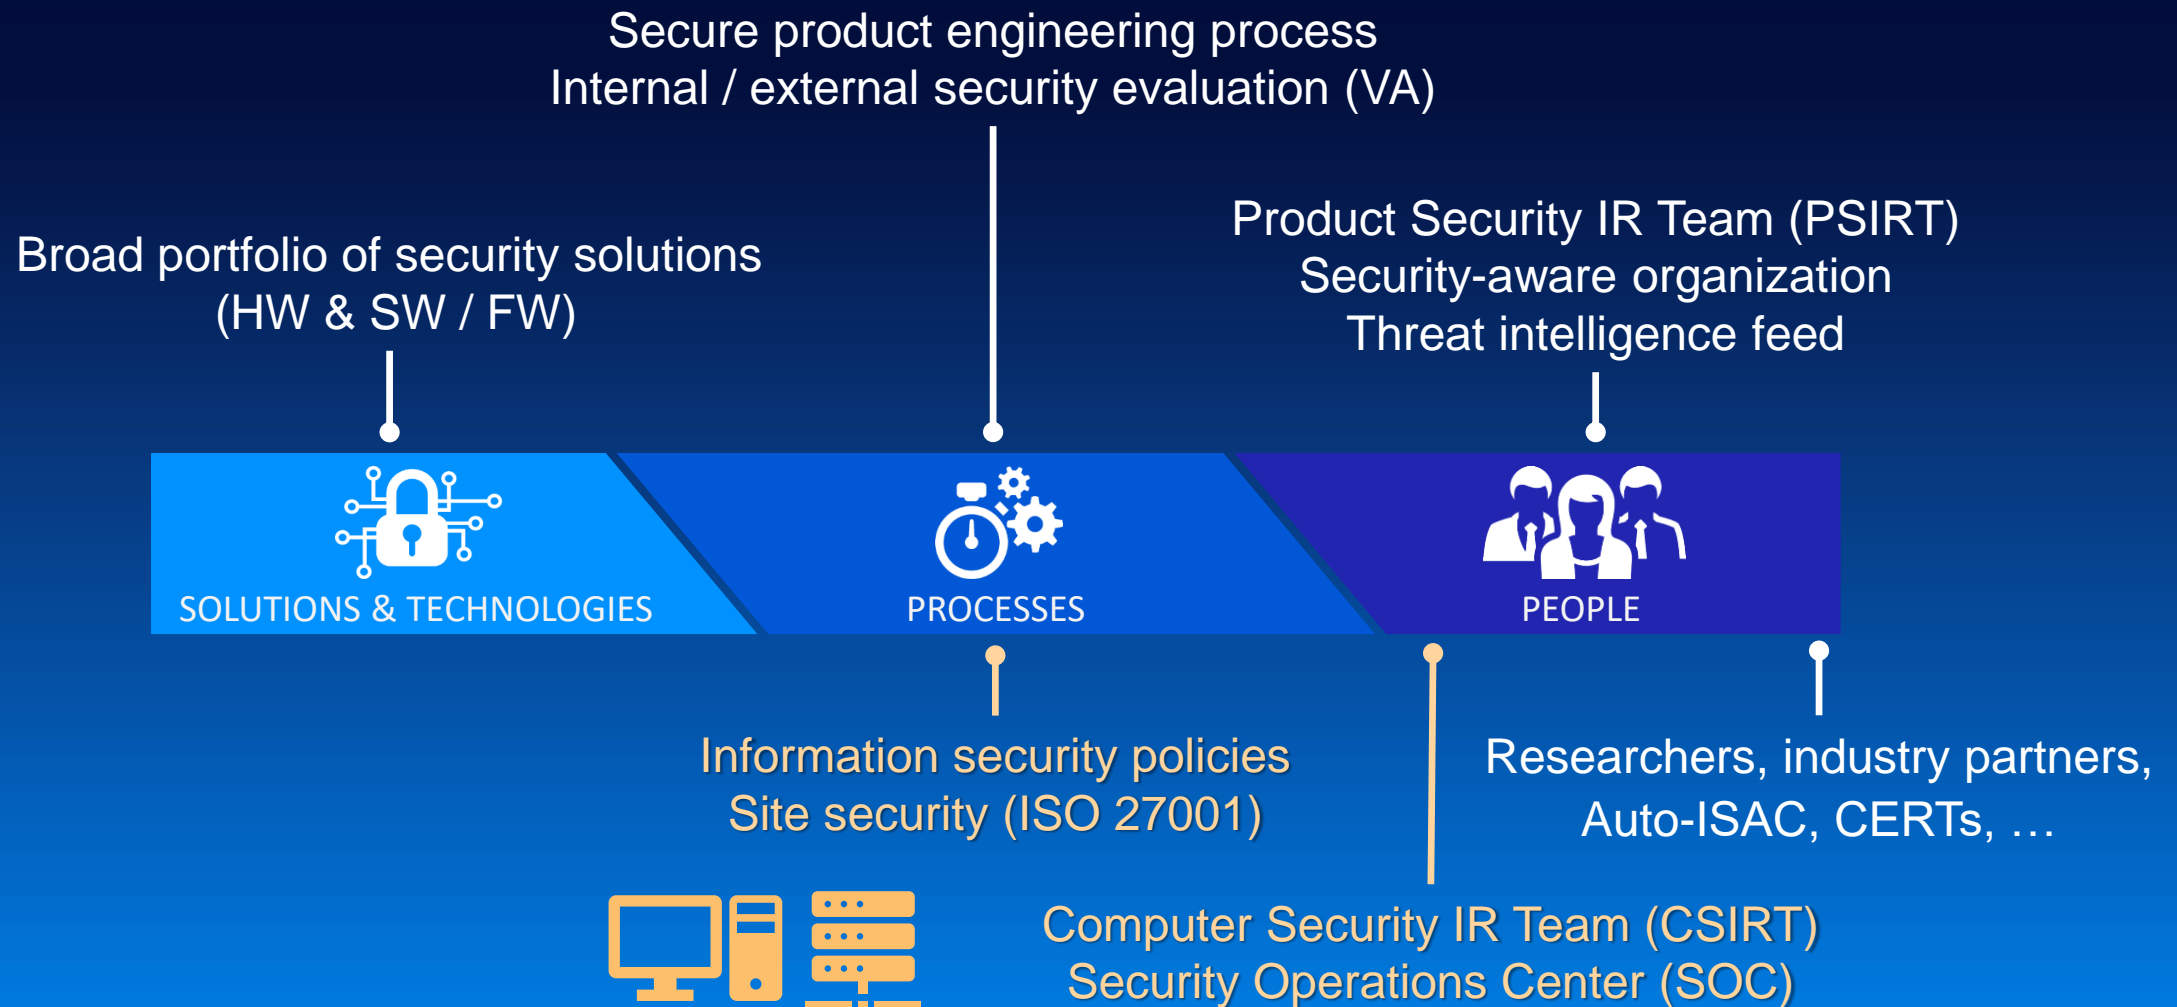 Secure product engineering process
Internal / external security evaluation (VA)
Broad portfolio of security solutions
(HW & SW / FW)
Product Security IR Team (PSIRT)
Security-aware organization
Threat intelligence feed
SOLUTIONS & TECHNOLOGIES
PROCESSES
PEOPLE
Information security policies
Site security (ISO 27001)
Researchers, industry partners,
Auto-ISAC, CERTs, …
Computer Security IR Team (CSIRT)
Security Operations Center (SOC)